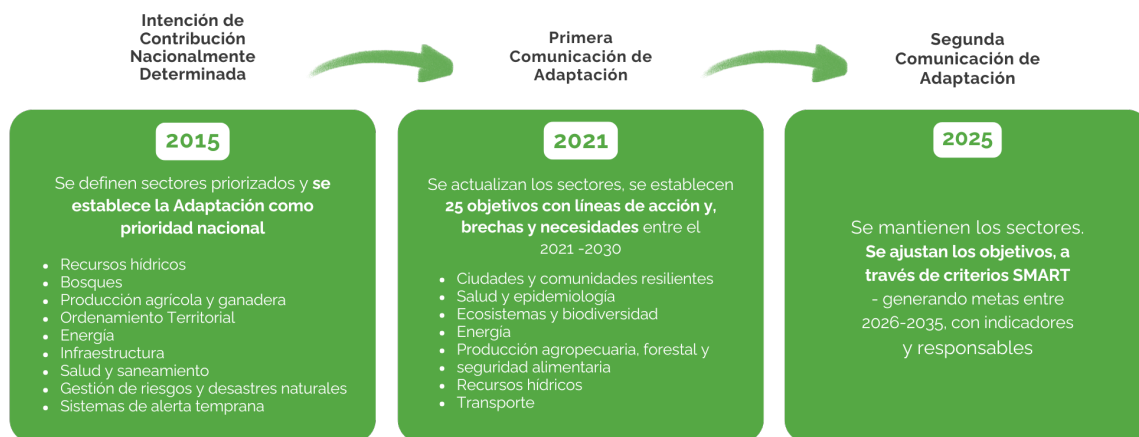 Intención de
Contribución
Nacionalmente
Determinada
2015
Se definen sectores priorizados y se
establece la Adaptación como
prioridad nacional
• Recursos hídricos
• Bosques
• Producción agrícola y ganadera
• Ordenamiento Territorial
• Energía
• Infraestructura
• Salud y saneamiento
• Gestión de riesgos y desastres naturales
• Sistemas de alerta temprana
Primera
Comunicación de
Adaptación
2021
Se actualizan los sectores, se establecen
25 objetivos con líneas de acción y,
brechas y necesidades entre el
2021 -2030
• Ciudades y comunidades resilientes
• Salud y epidemiología
• Ecosistemas y biodiversidad
• Energía
• Producción agropecuaria, forestal y
• seguridad alimentaria
• Recursos hídricos
• Transporte
Segunda
Comunicación de
Adaptación
2025
Se mantienen los sectores.
Se ajustan los objetivos, a
través de criterios SMART
- generando metas entre
2026-2035, con indicadores
y responsables